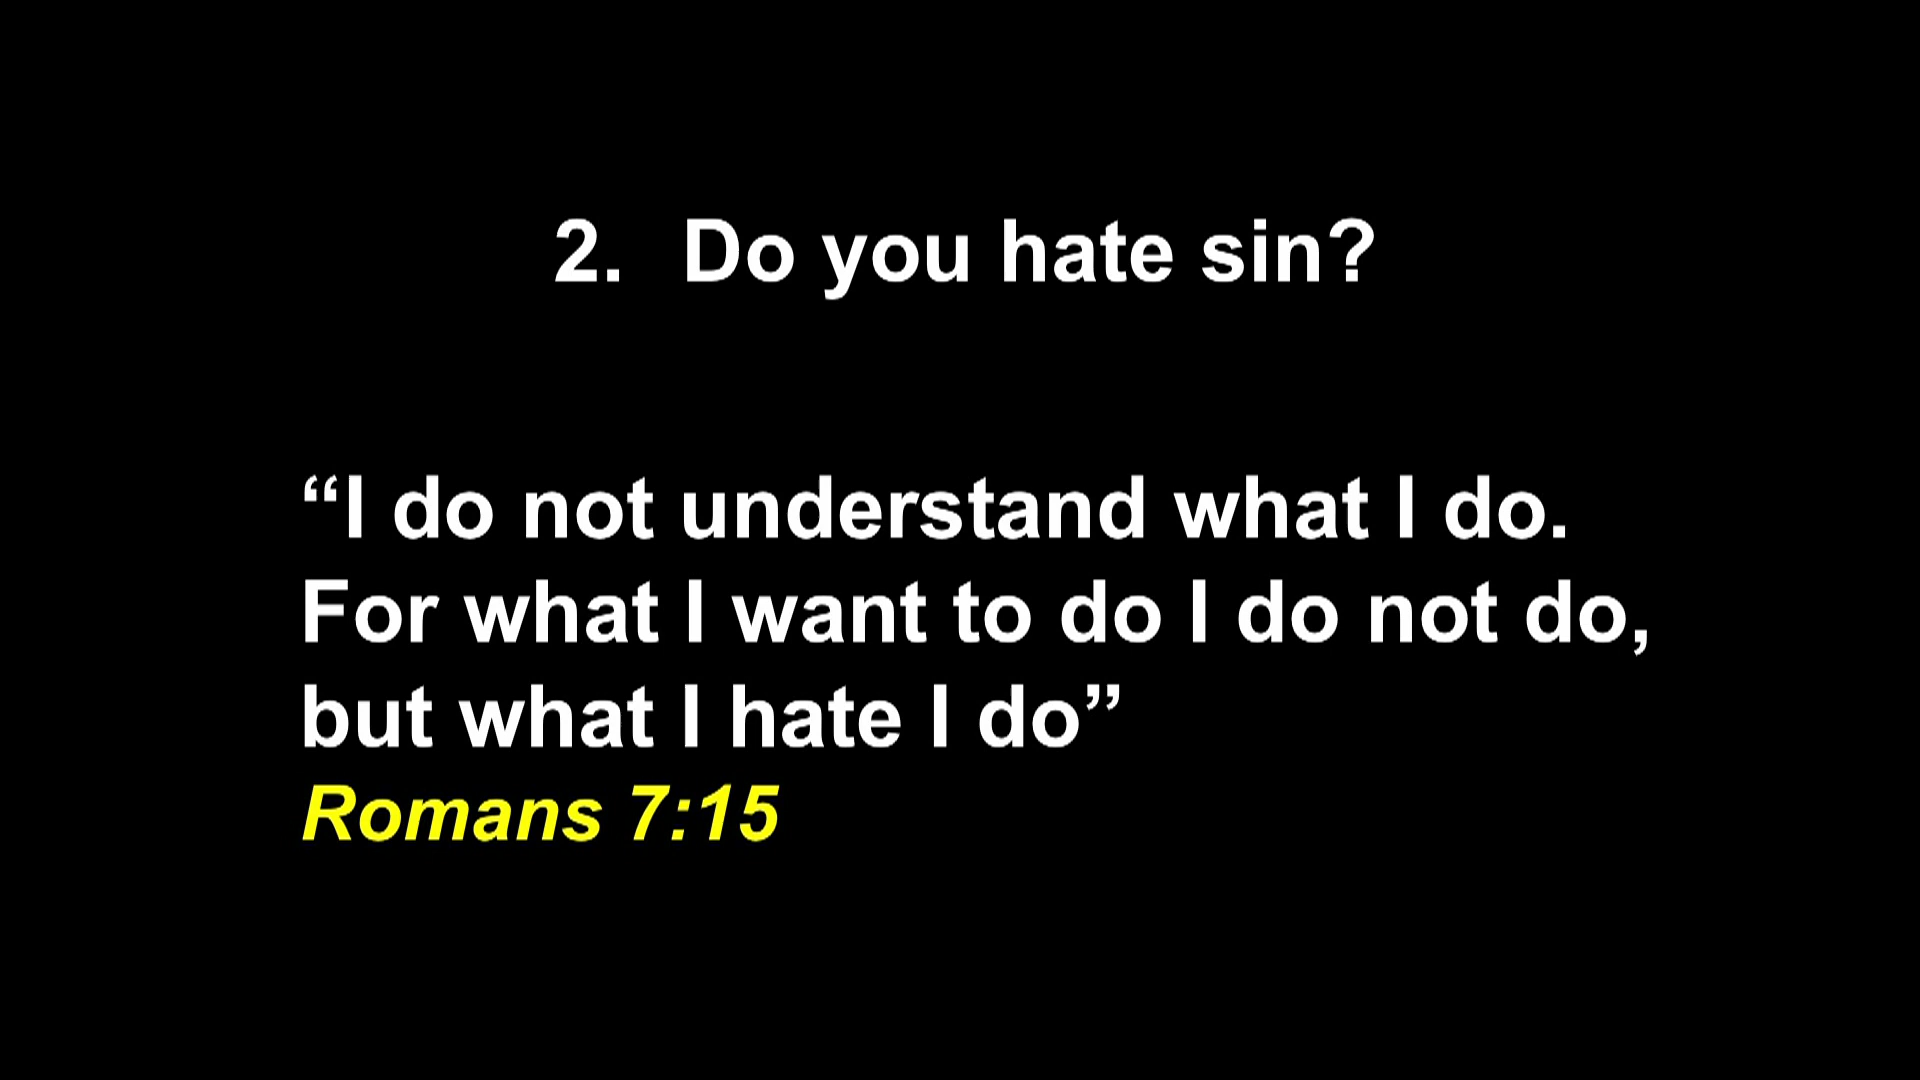 2. Do you hate sin?
“I do not understand what I do.
For what I want to do I do not do,
but what I hate I do”
Romans 7:15